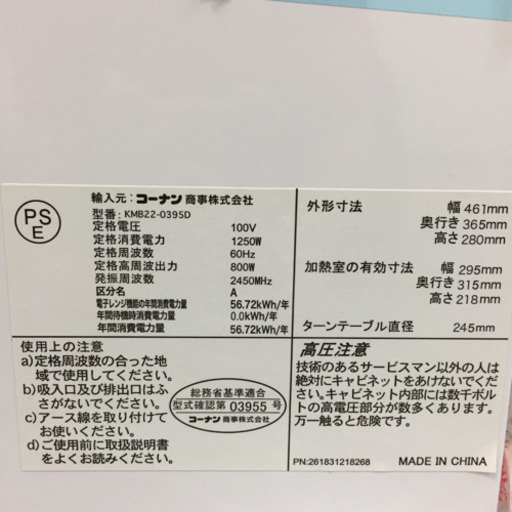 PS
E
輸入元: コーナン 商事株式会社
型番: KMB22-0395D
定格電圧 100V
定格消費電力 1250W
定格周波数 60Hz
定格高周波出力 800W
発振周波数 2450MHz
区分名 A
電子レンジ機能の年間消費電力量 56.72kWh/年
年間待機時消費電力量 0.0kWh/年
年間消費電力量 56.72kWh/年
外形寸法 幅 461mm
奥行き 365mm
高さ 280mm
加熱室の有効寸法 幅 295mm
奥行き 315mm
高さ 218mm
ターンテーブル直径 245mm
使用上の注意
a)定格周波数の合った地
域で使用してください。
b)吸入口及び排出口はふ
さがないでください。
c)アース線を取り付けて
お使いください。
d)ご使用前に取扱説明書
をよくお読みください。
総務省基準適合
型式確認第 03955 号
コーナン 商事株式会社
高圧注意
技術のあるサービスマン以外の人は
絶対にキャビネットをあけないでくだ
さい。キャビネット内部には数千ボルト
の高電圧部分が数多くあります。
万一触ると危険です。
PN:261831218268 MADE IN CHINA